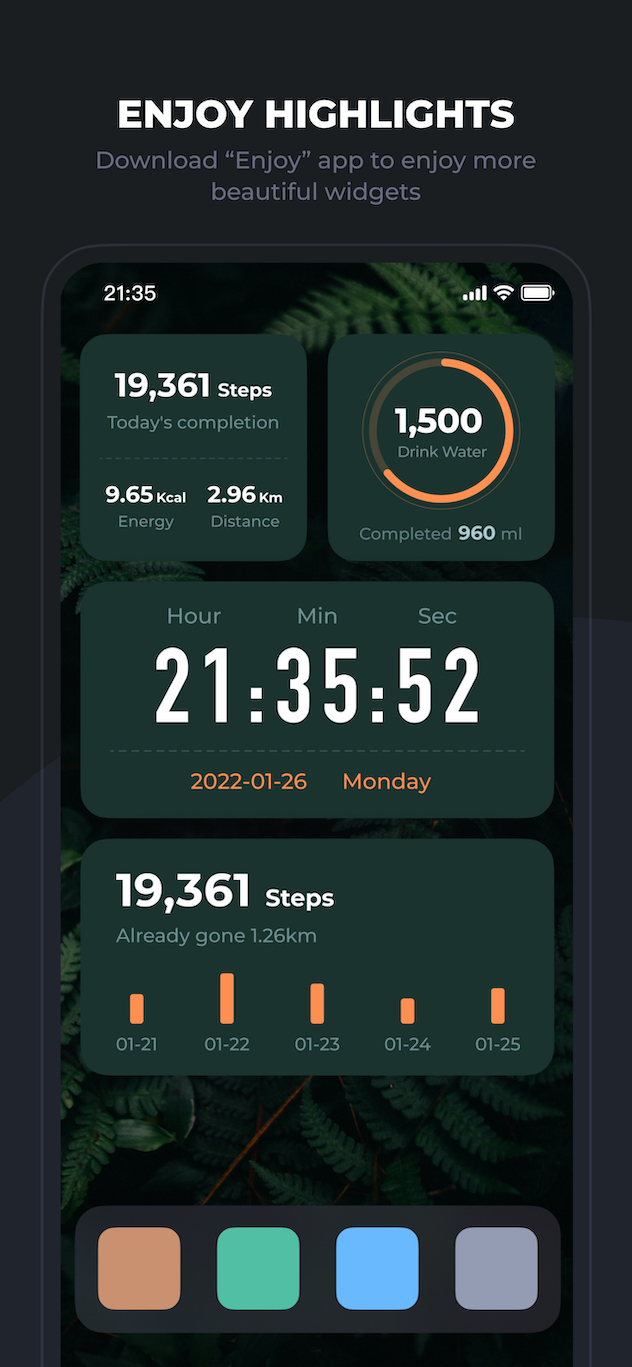 ENJOY HIGHLIGHTS
Download “Enjoy” app to enjoy more
beautiful widgets
21:35
19,361 Steps
Today's completion
9.65 Kcal 2.96 Km
Energy Distance
1,500
Drink Water
Completed 960 ml
Hour Min Sec
21:35:52
2022-01-26 Monday
19,361 Steps
Already gone 1.26km
01-21 01-22 01-23 01-24 01-25